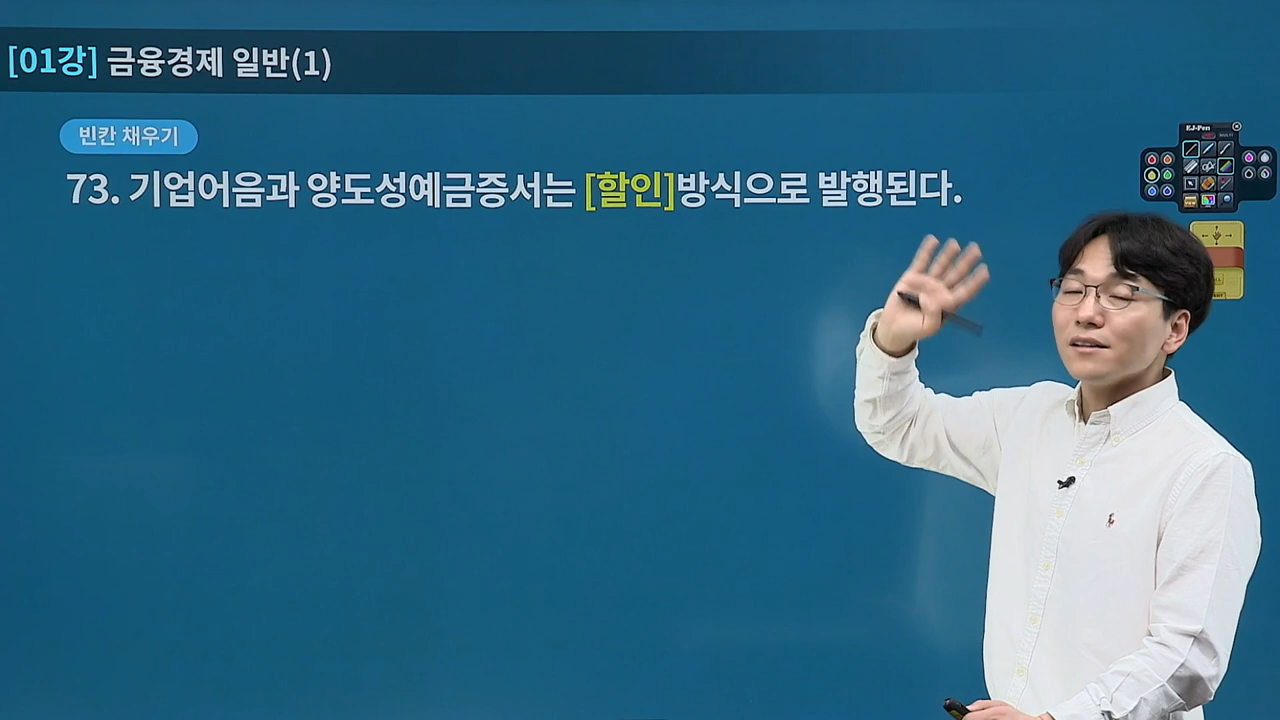 [01강] 금융경제 일반(1)
빈칸 채우기
73. 기업어음과 양도성예금증서는 [할인]방식으로 발행된다.
EJ-Pen